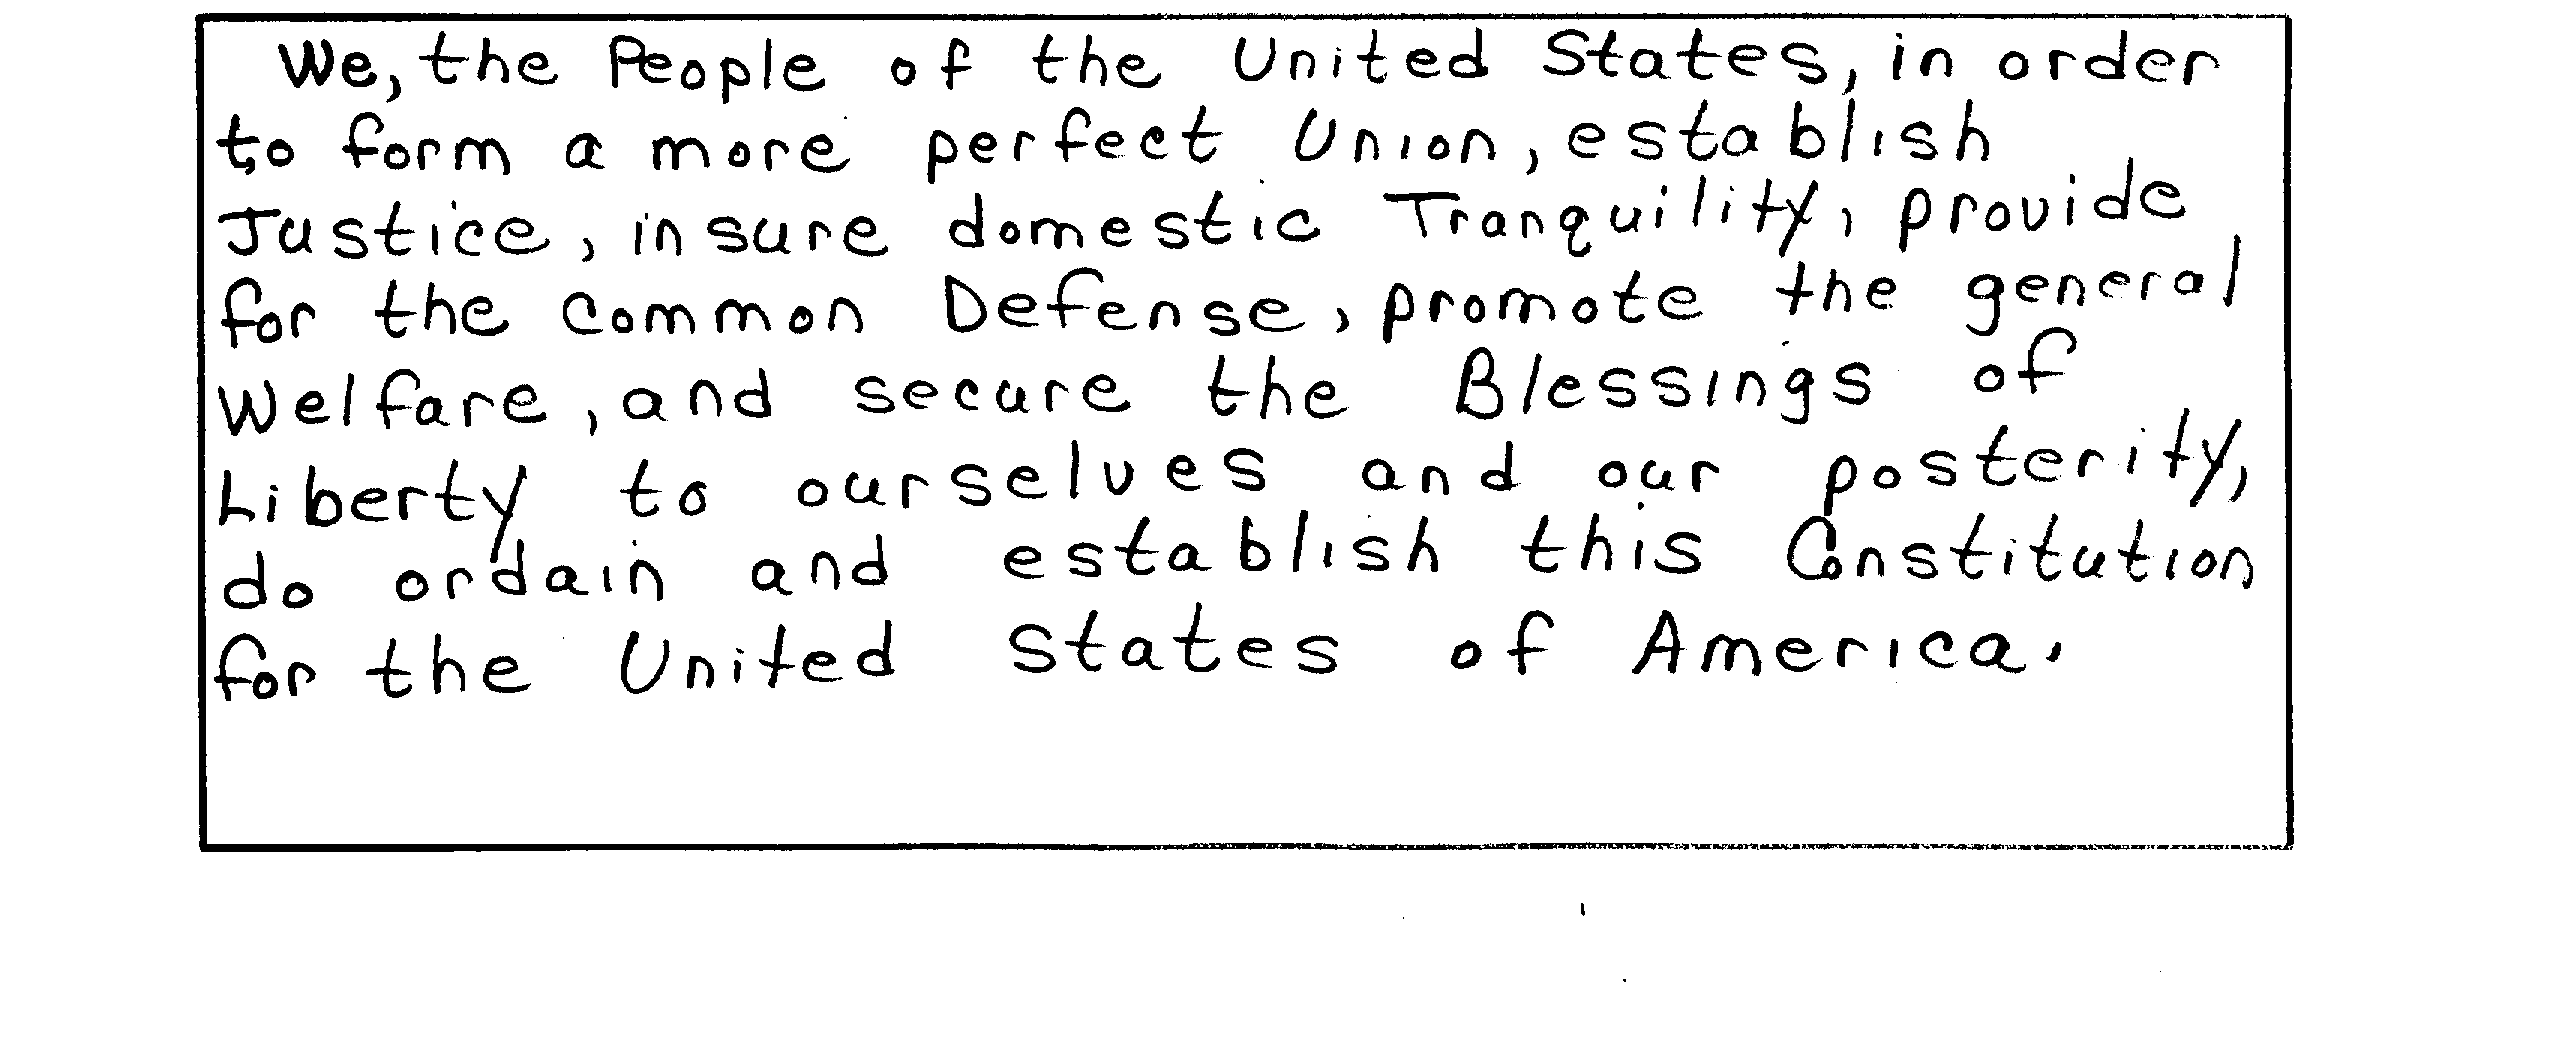 We, the People of the United States, in order
to form a more perfect Union, establish
Justice, insure domestic Tranquility, provide
for the common Defense, promote the general
Welfare, and secure the Blessings of
Liberty to ourselves and our posterity,
do ordain and establish this Constitution
for the United States of America.